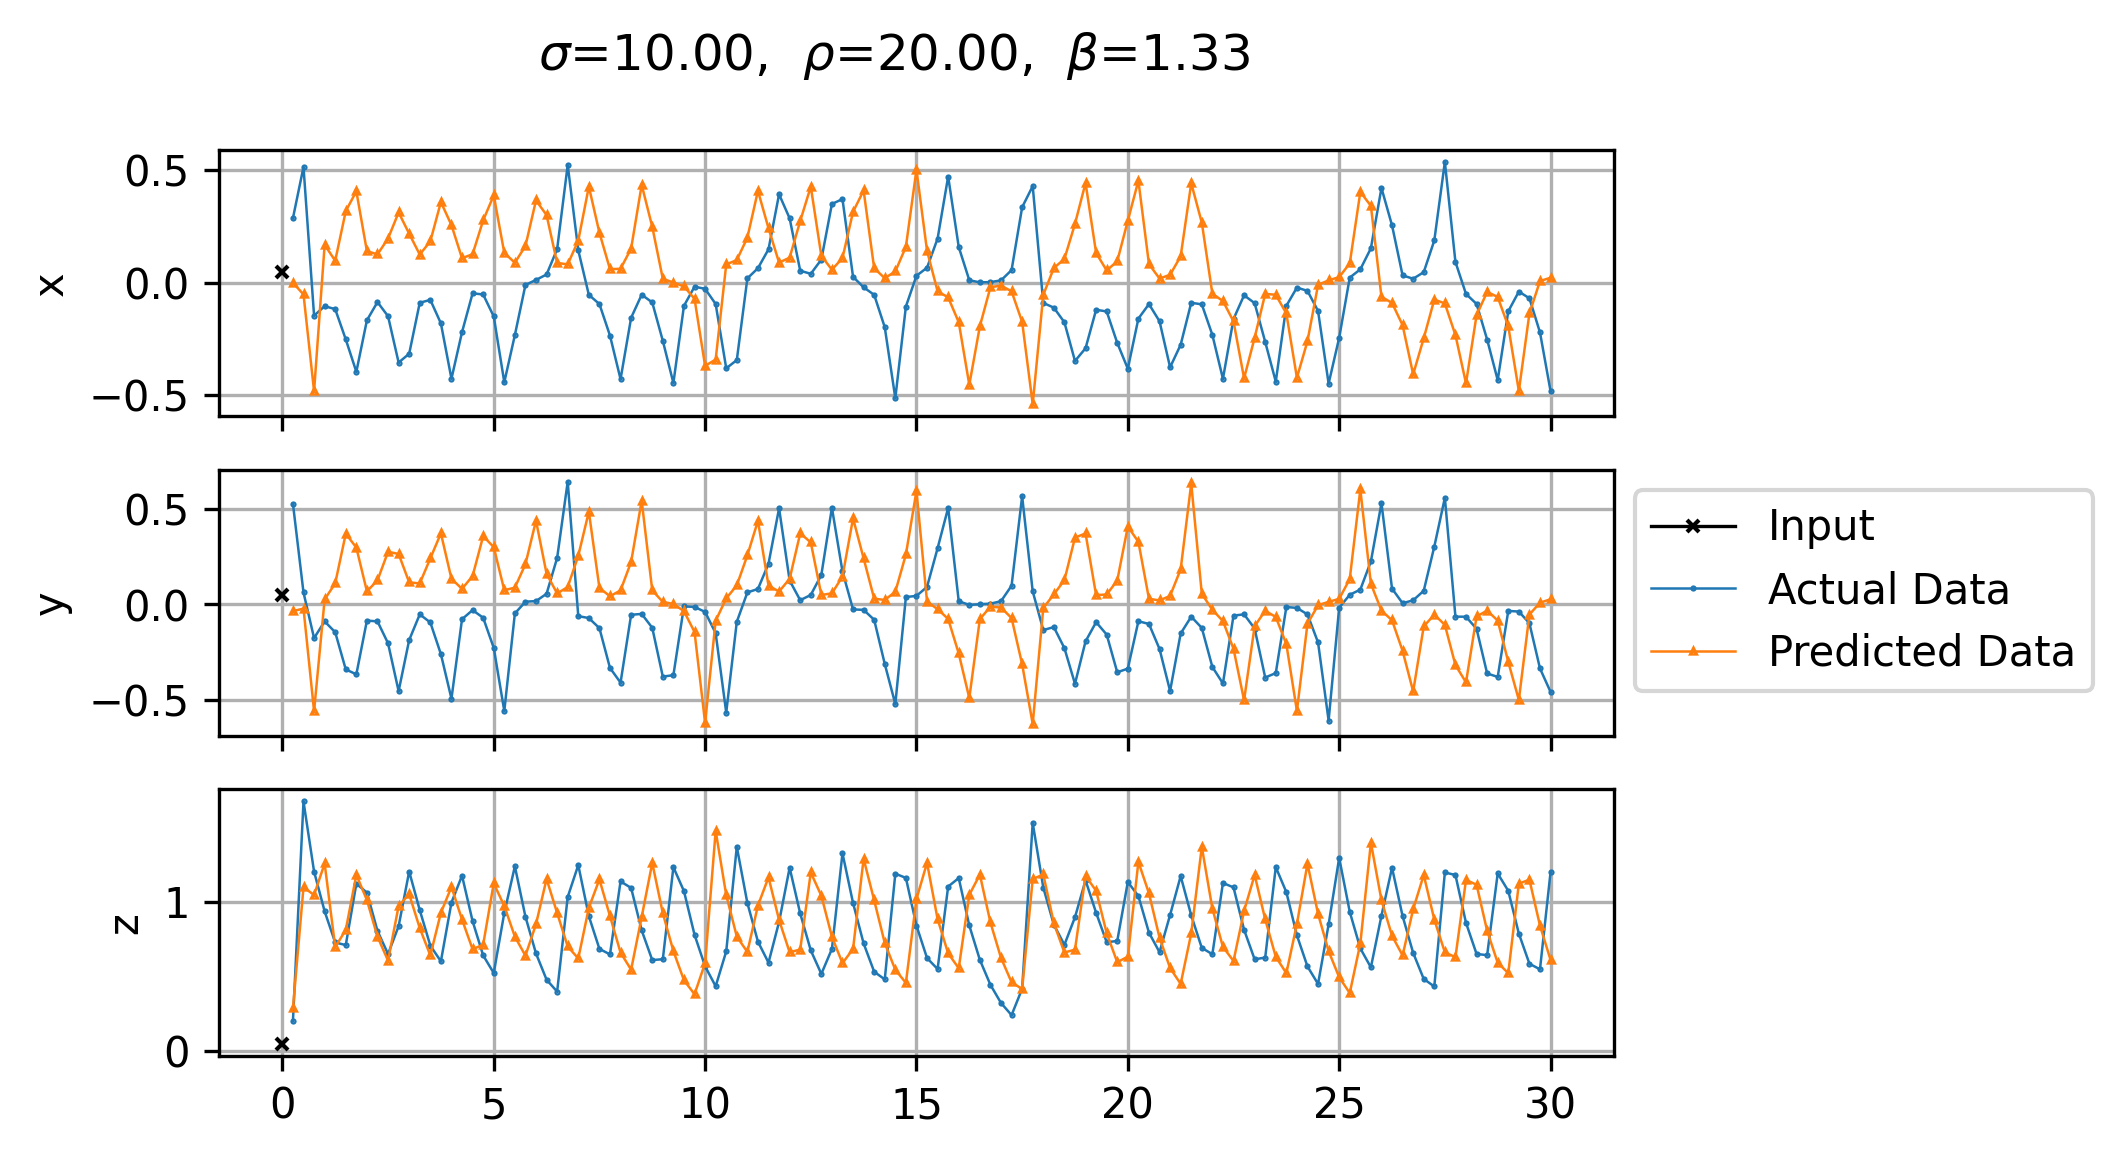 σ=10.00,  ρ=20.00,  β=1.33
x
0.5
0.0
−0.5
y
0.5
0.0
−0.5
z
1
0
0 5 10 15 20 25 30
Input
Actual Data
Predicted Data